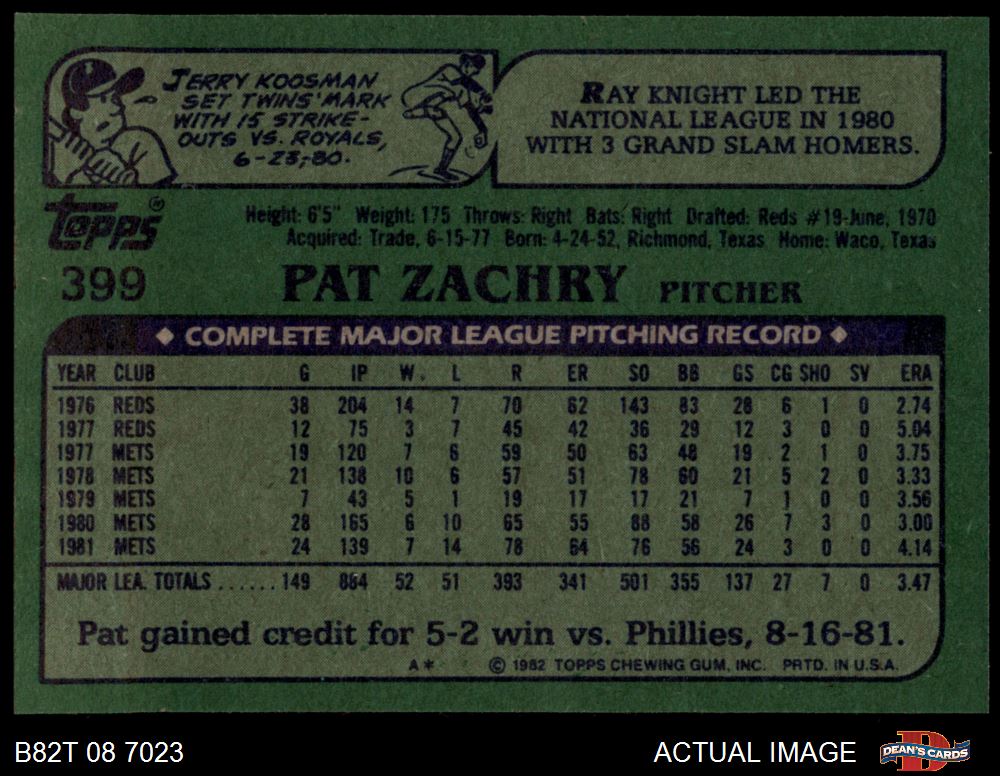 JERRY KOOSMAN
SET TWINS' MARK
WITH 15 STRIKE-
OUTS VS. ROYALS,
6-23-80.
RAY KNIGHT LED THE
NATIONAL LEAGUE IN 1980
WITH 3 GRAND SLAM HOMERS.
Topps®
Height: 6'5" Weight: 175 Throws: Right Bats: Right Drafted: Reds #19-June, 1970
Acquired: Trade, 6-15-77 Born: 4-24-52, Richmond, Texas Home: Waco, Texas
399 PAT ZACHRY PITCHER
◆ COMPLETE MAJOR LEAGUE PITCHING RECORD ◆
YEAR CLUB G IP W. L R ER SO BB GS CG SHO SV ERA
1976 REDS 38 204 14 7 70 62 143 83 28 6 1 0 2.74
1977 REDS 12 75 3 7 45 42 36 29 12 3 0 0 5.04
1977 METS 19 120 7 6 59 50 63 48 19 2 1 0 3.75
1978 METS 21 138 10 6 57 51 78 60 21 5 2 0 3.33
1979 METS 7 43 5 1 19 17 17 21 7 1 0 0 3.56
1980 METS 28 165 6 10 65 55 88 58 26 7 3 0 3.00
1981 METS 24 139 7 14 78 64 76 56 24 3 0 0 4.14
MAJOR LEA. TOTALS ...... 149 884 52 51 393 341 501 355 137 27 7 0 3.47
Pat gained credit for 5-2 win vs. Phillies, 8-16-81.
A* © 1982 TOPPS CHEWING GUM, INC. PRTD. IN U.S.A.
B82T 08 7023 ACTUAL IMAGE DEAN'S CARDS